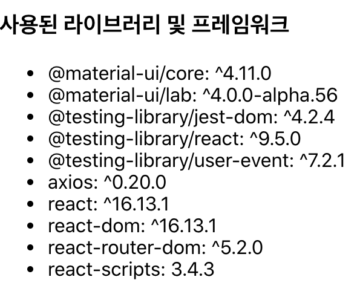 사용된 라이브러리 및 프레임워크
@material-ui/core: ^4.11.0
@material-ui/lab: ^4.0.0-alpha.56
@testing-library/jest-dom: ^4.2.4
@testing-library/react: ^9.5.0
@testing-library/user-event: ^7.2.1
axios: ^0.20.0
react: ^16.13.1
react-dom: ^16.13.1
react-router-dom: ^5.2.0
react-scripts: 3.4.3